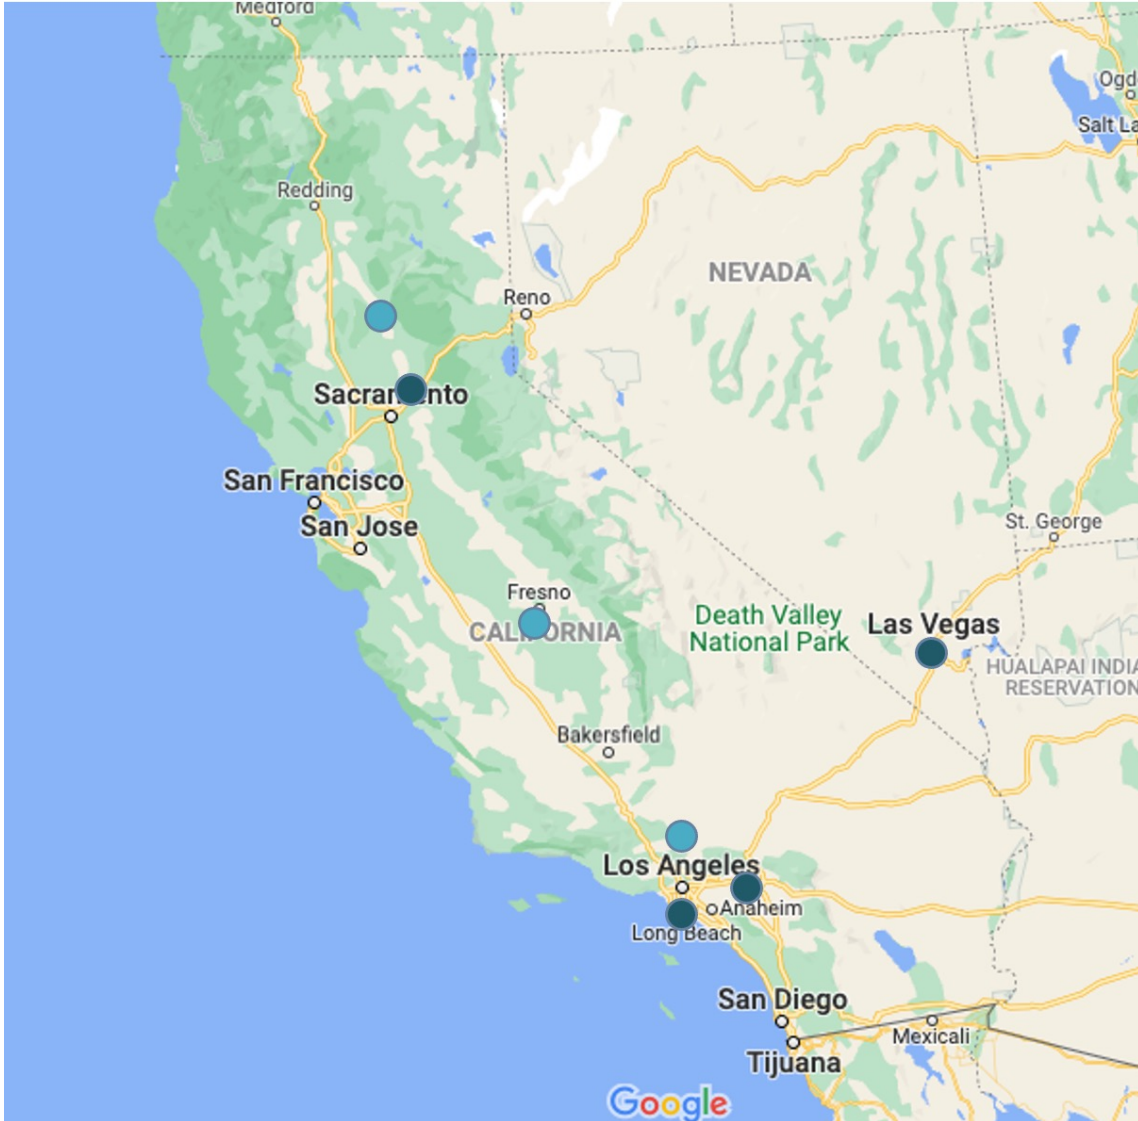 Medford
Ogd
Salt La
Redding
NEVADA
Reno
Sacramento
San Francisco
San Jose
St. George
Fresno
CALIFORNIA
Death Valley
National Park
Las Vegas
HUALAPAI INDIA
RESERVATION
Bakersfield
Los Angeles
Anaheim
Long Beach
San Diego
Mexicali
Tijuana
Google